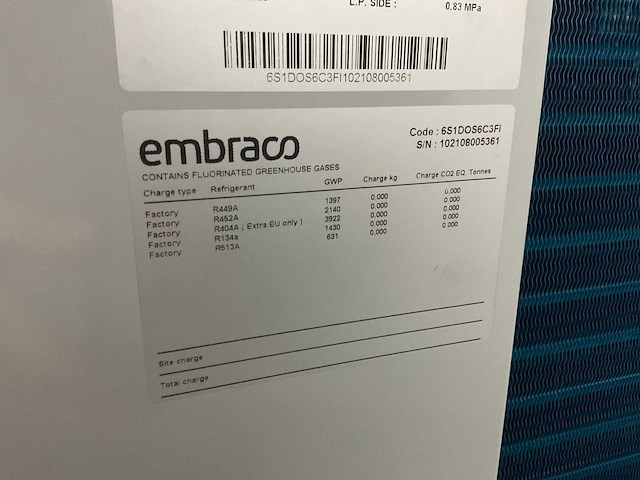 L.P. SIDE : 0,83 MPa
6S1DOS6C3FI102108005361
embraco
Code : 6S1DOS6C3FI
S/N : 102108005361
CONTAINS FLUORINATED GREENHOUSE GASES
Charge type Refrigerant GWP Charge kg Charge CO2 EQ. Tonnes
Factory R449A 1397 0,000 0,000
Factory R452A 2140 0,000 0,000
Factory R404A ( Extra EU only ) 3922 0,000 0,000
Factory R134a 1430 0,000 0,000
Factory R513A 631 0,000 0,000
Site charge
Total charge